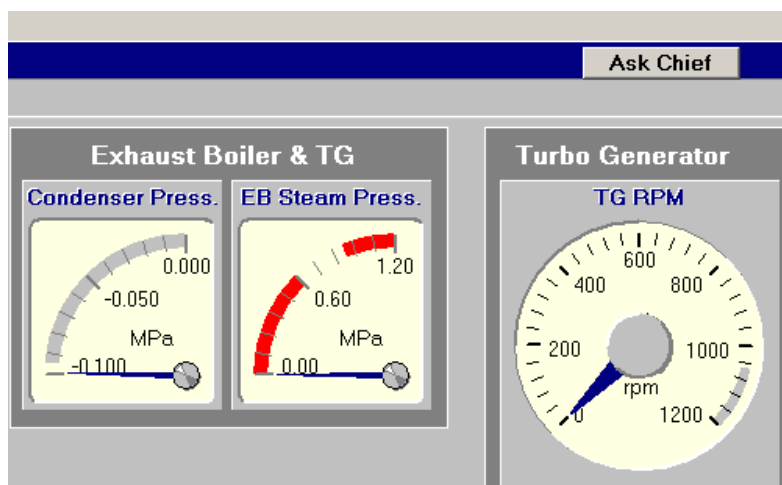 Ask Chief
Exhaust Boiler & TG
Condenser Press.
0.000
-0.050
MPa
-0.100
EB Steam Press.
1.20
0.60
MPa
0.00
Turbo Generator
TG RPM
600
400
800
200
1000
rpm
0
1200